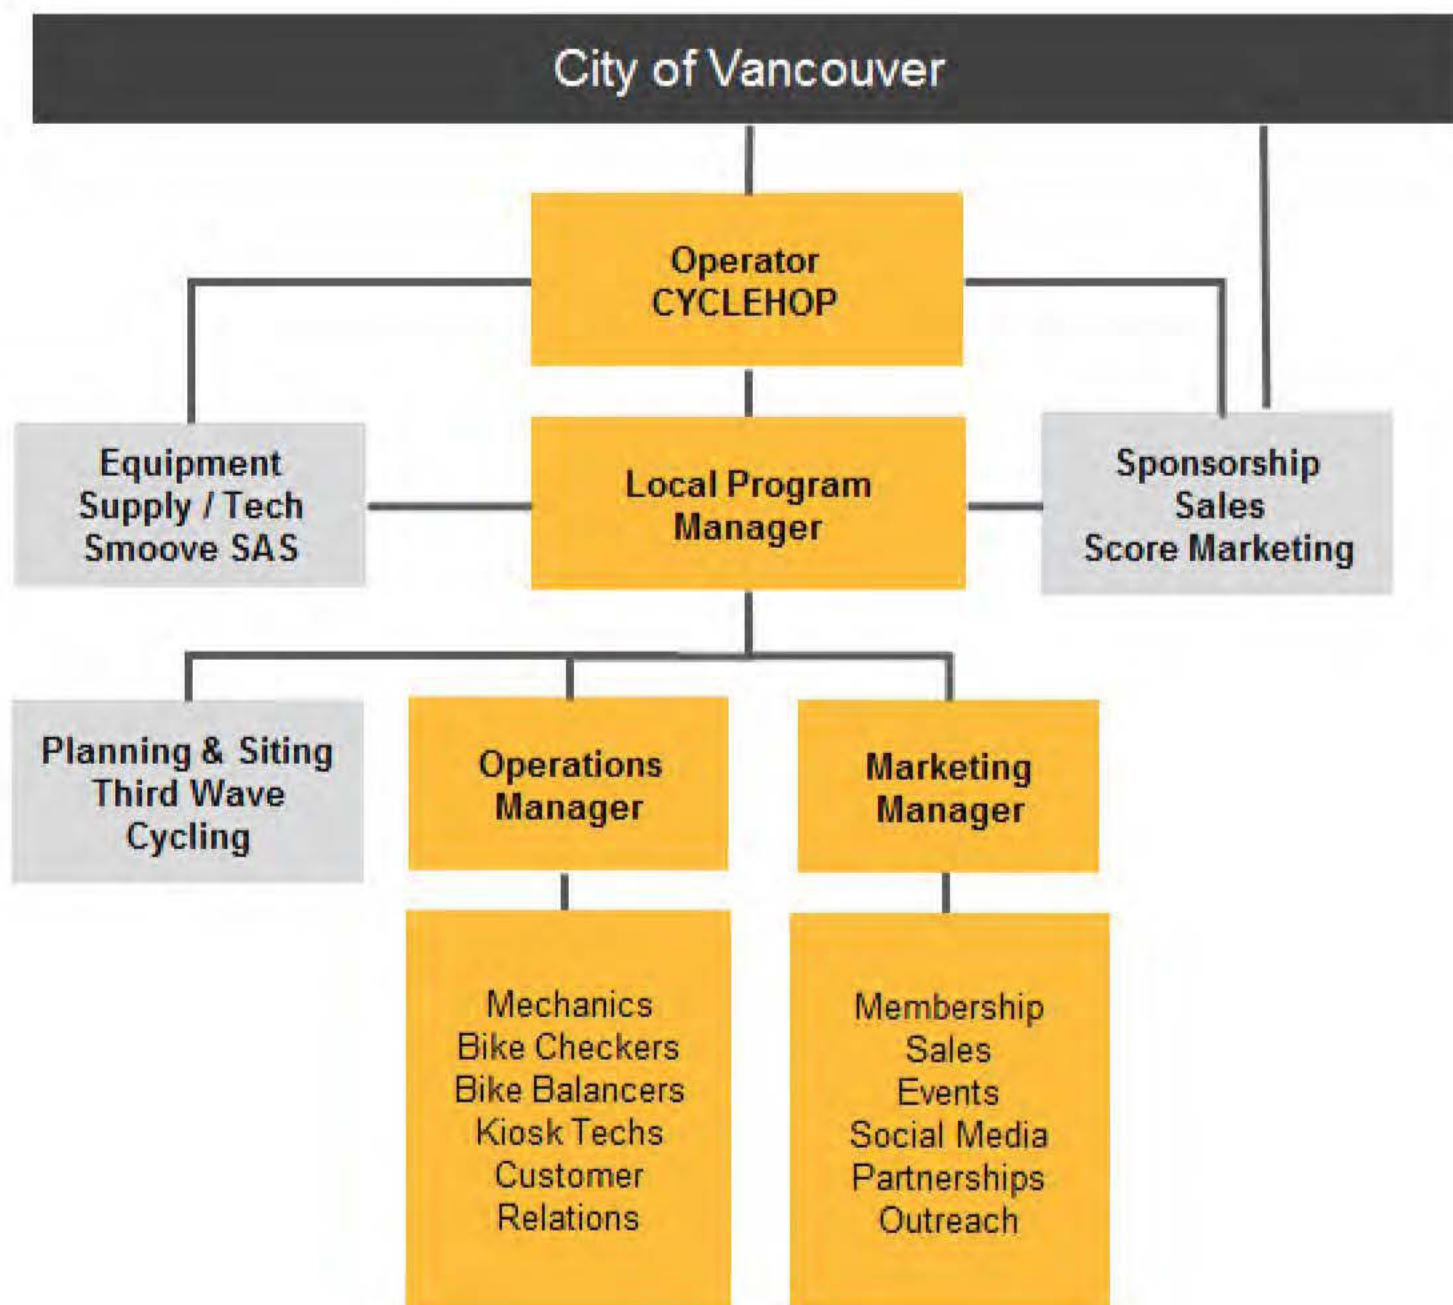 City of Vancouver
Operator
CYCLEHOP
Equipment
Supply / Tech
Smoove SAS
Local Program
Manager
Sponsorship
Sales
Score Marketing
Planning & Siting
Third Wave
Cycling
Operations
Manager
Marketing
Manager
Mechanics
Bike Checkers
Bike Balancers
Kiosk Techs
Customer
Relations
Membership
Sales
Events
Social Media
Partnerships
Outreach